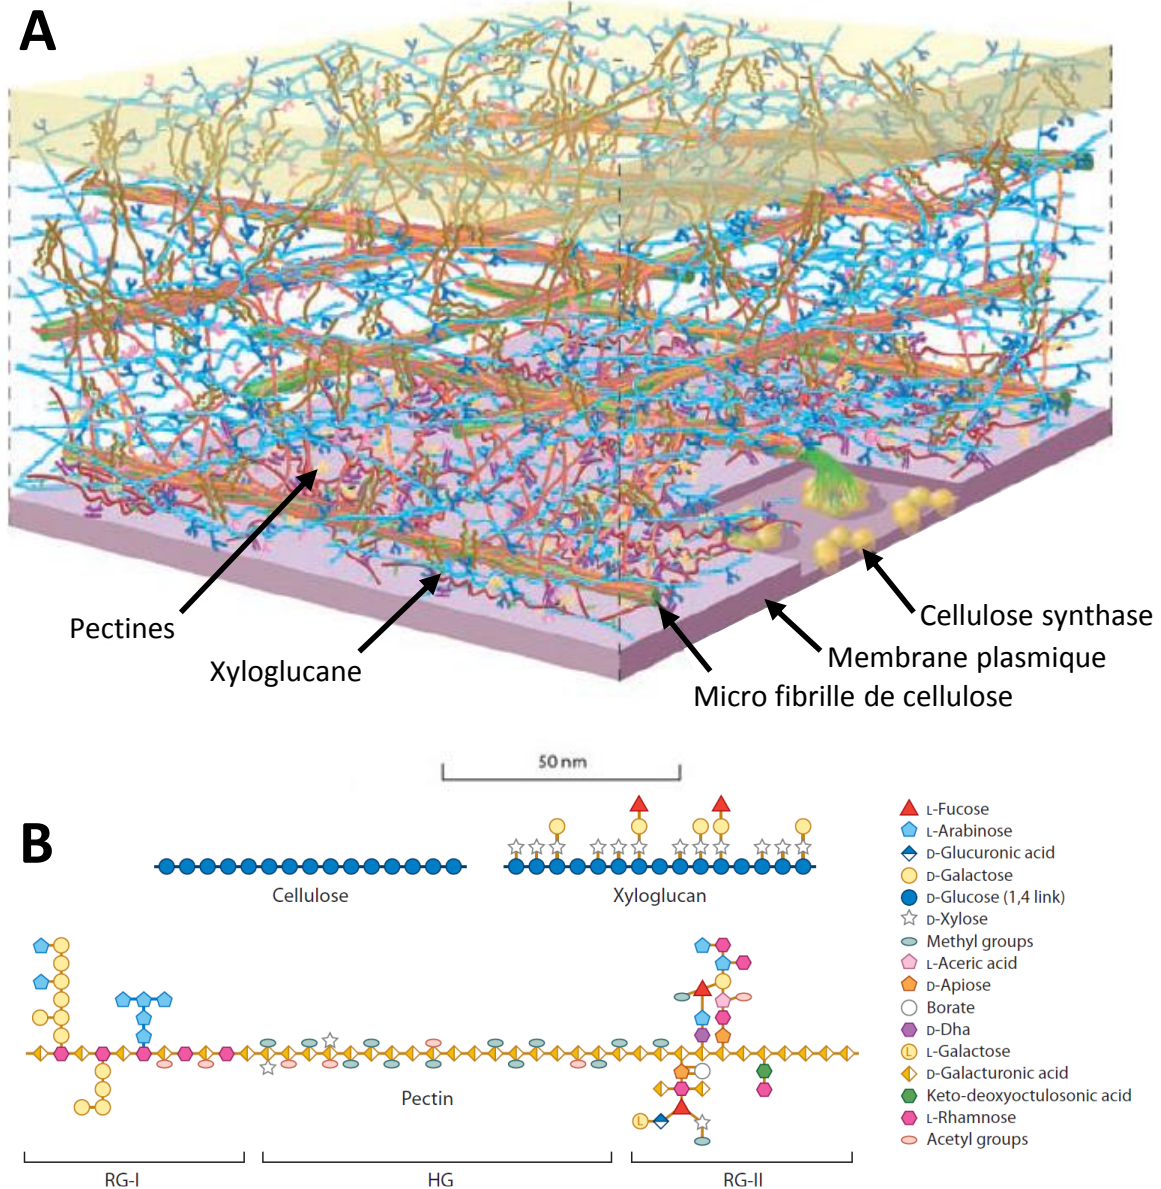 A
Pectines
Xyloglucane
Cellulose synthase
Membrane plasmique
Micro fibrille de cellulose
50 nm
B
Cellulose
Xyloglucan
L-Fucose
L-Arabinose
D-Glucuronic acid
D-Galactose
D-Glucose (1,4 link)
D-Xylose
Methyl groups
L-Aceric acid
D-Apiose
Borate
D-Dha
L L-Galactose
D-Galacturonic acid
Keto-deoxyoctulosonic acid
L-Rhamnose
Acetyl groups
L
Pectin
RG-I
HG
RG-II